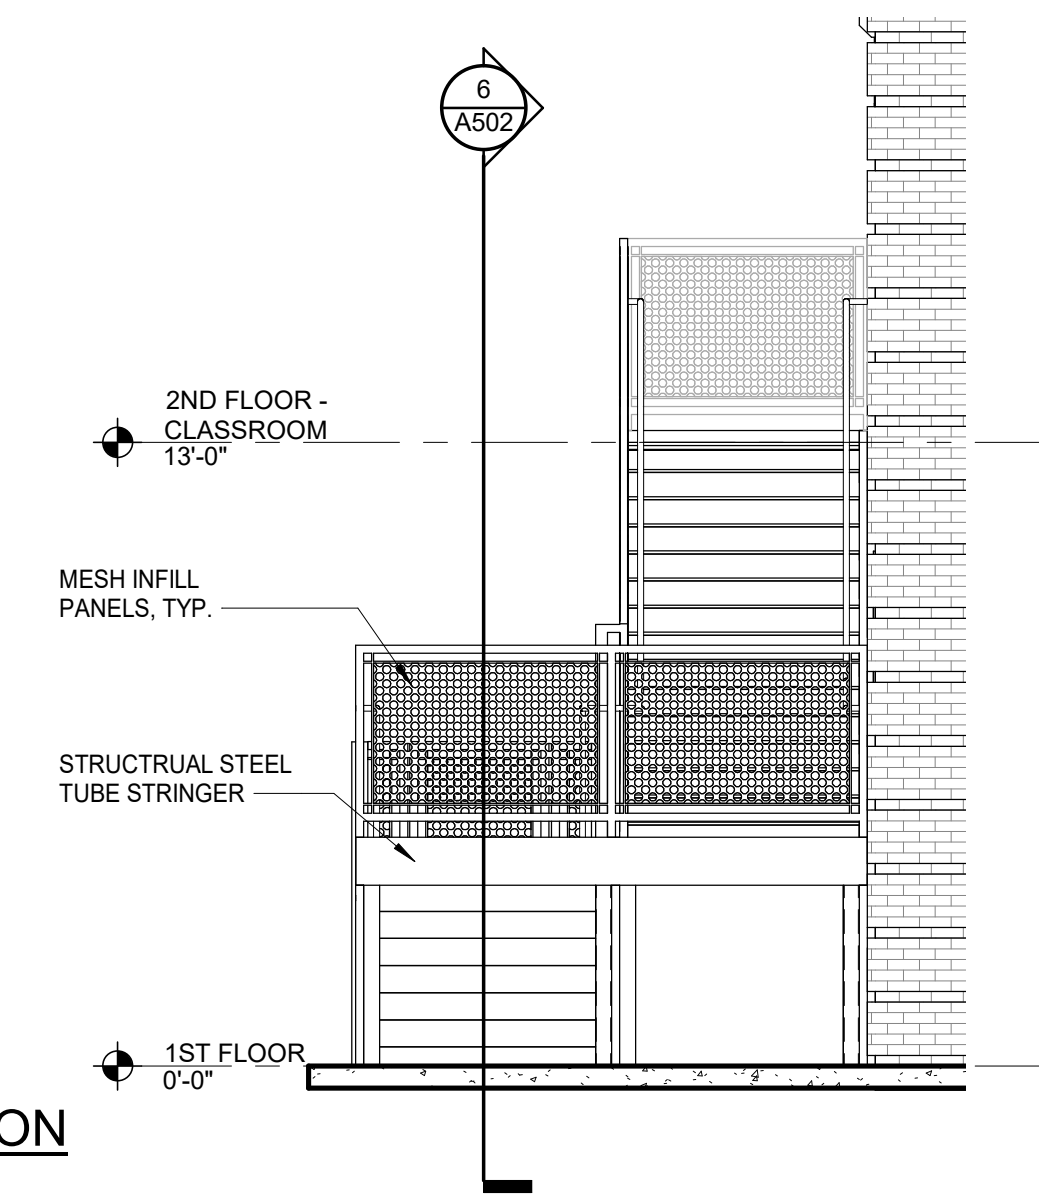 6
A502
2ND FLOOR -
CLASSROOM
13'-0"
MESH INFILL
PANELS, TYP.
STRUCTRUAL STEEL
TUBE STRINGER
1ST FLOOR
0'-0"
ON